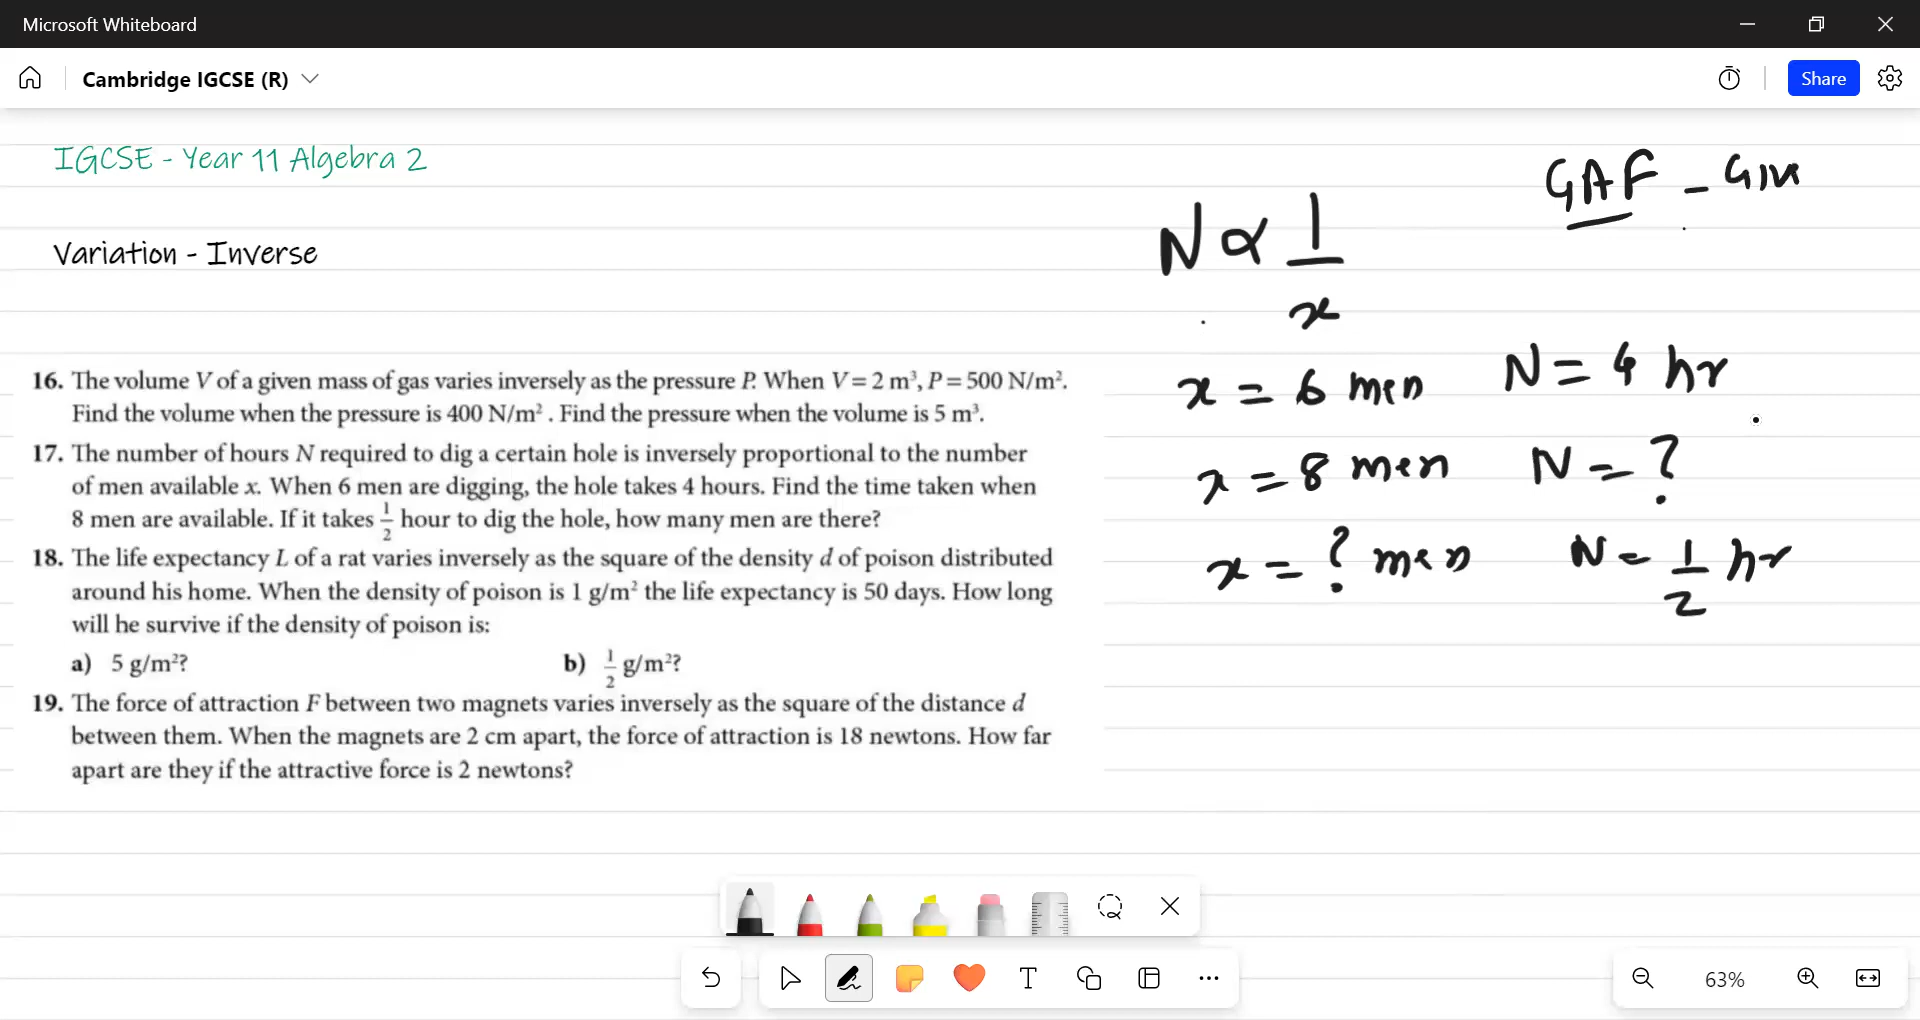 Microsoft Whiteboard
Cambridge IGCSE (R)
Share
IGCSE - Year 11 Algebra 2
Variation - Inverse
16. The volume V of a given mass of gas varies inversely as the pressure P. When V = 2 m³, P = 500 N/m².
Find the volume when the pressure is 400 N/m². Find the pressure when the volume is 5 m³.
17. The number of hours N required to dig a certain hole is inversely proportional to the number
of men available x. When 6 men are digging, the hole takes 4 hours. Find the time taken when
8 men are available. If it takes 1/2 hour to dig the hole, how many men are there?
18. The life expectancy L of a rat varies inversely as the square of the density d of poison distributed
around his home. When the density of poison is 1 g/m² the life expectancy is 50 days. How long
will he survive if the density of poison is:
a) 5 g/m²? b) 1/2 g/m²?
19. The force of attraction F between two magnets varies inversely as the square of the distance d
between them. When the magnets are 2 cm apart, the force of attraction is 18 newtons. How far
apart are they if the attractive force is 2 newtons?
GAF - Give
N ∝ 1/x
x = 6 men N = 4 hr
x = 8 men N = ?
x = ? men N = 1/2 hr
63%